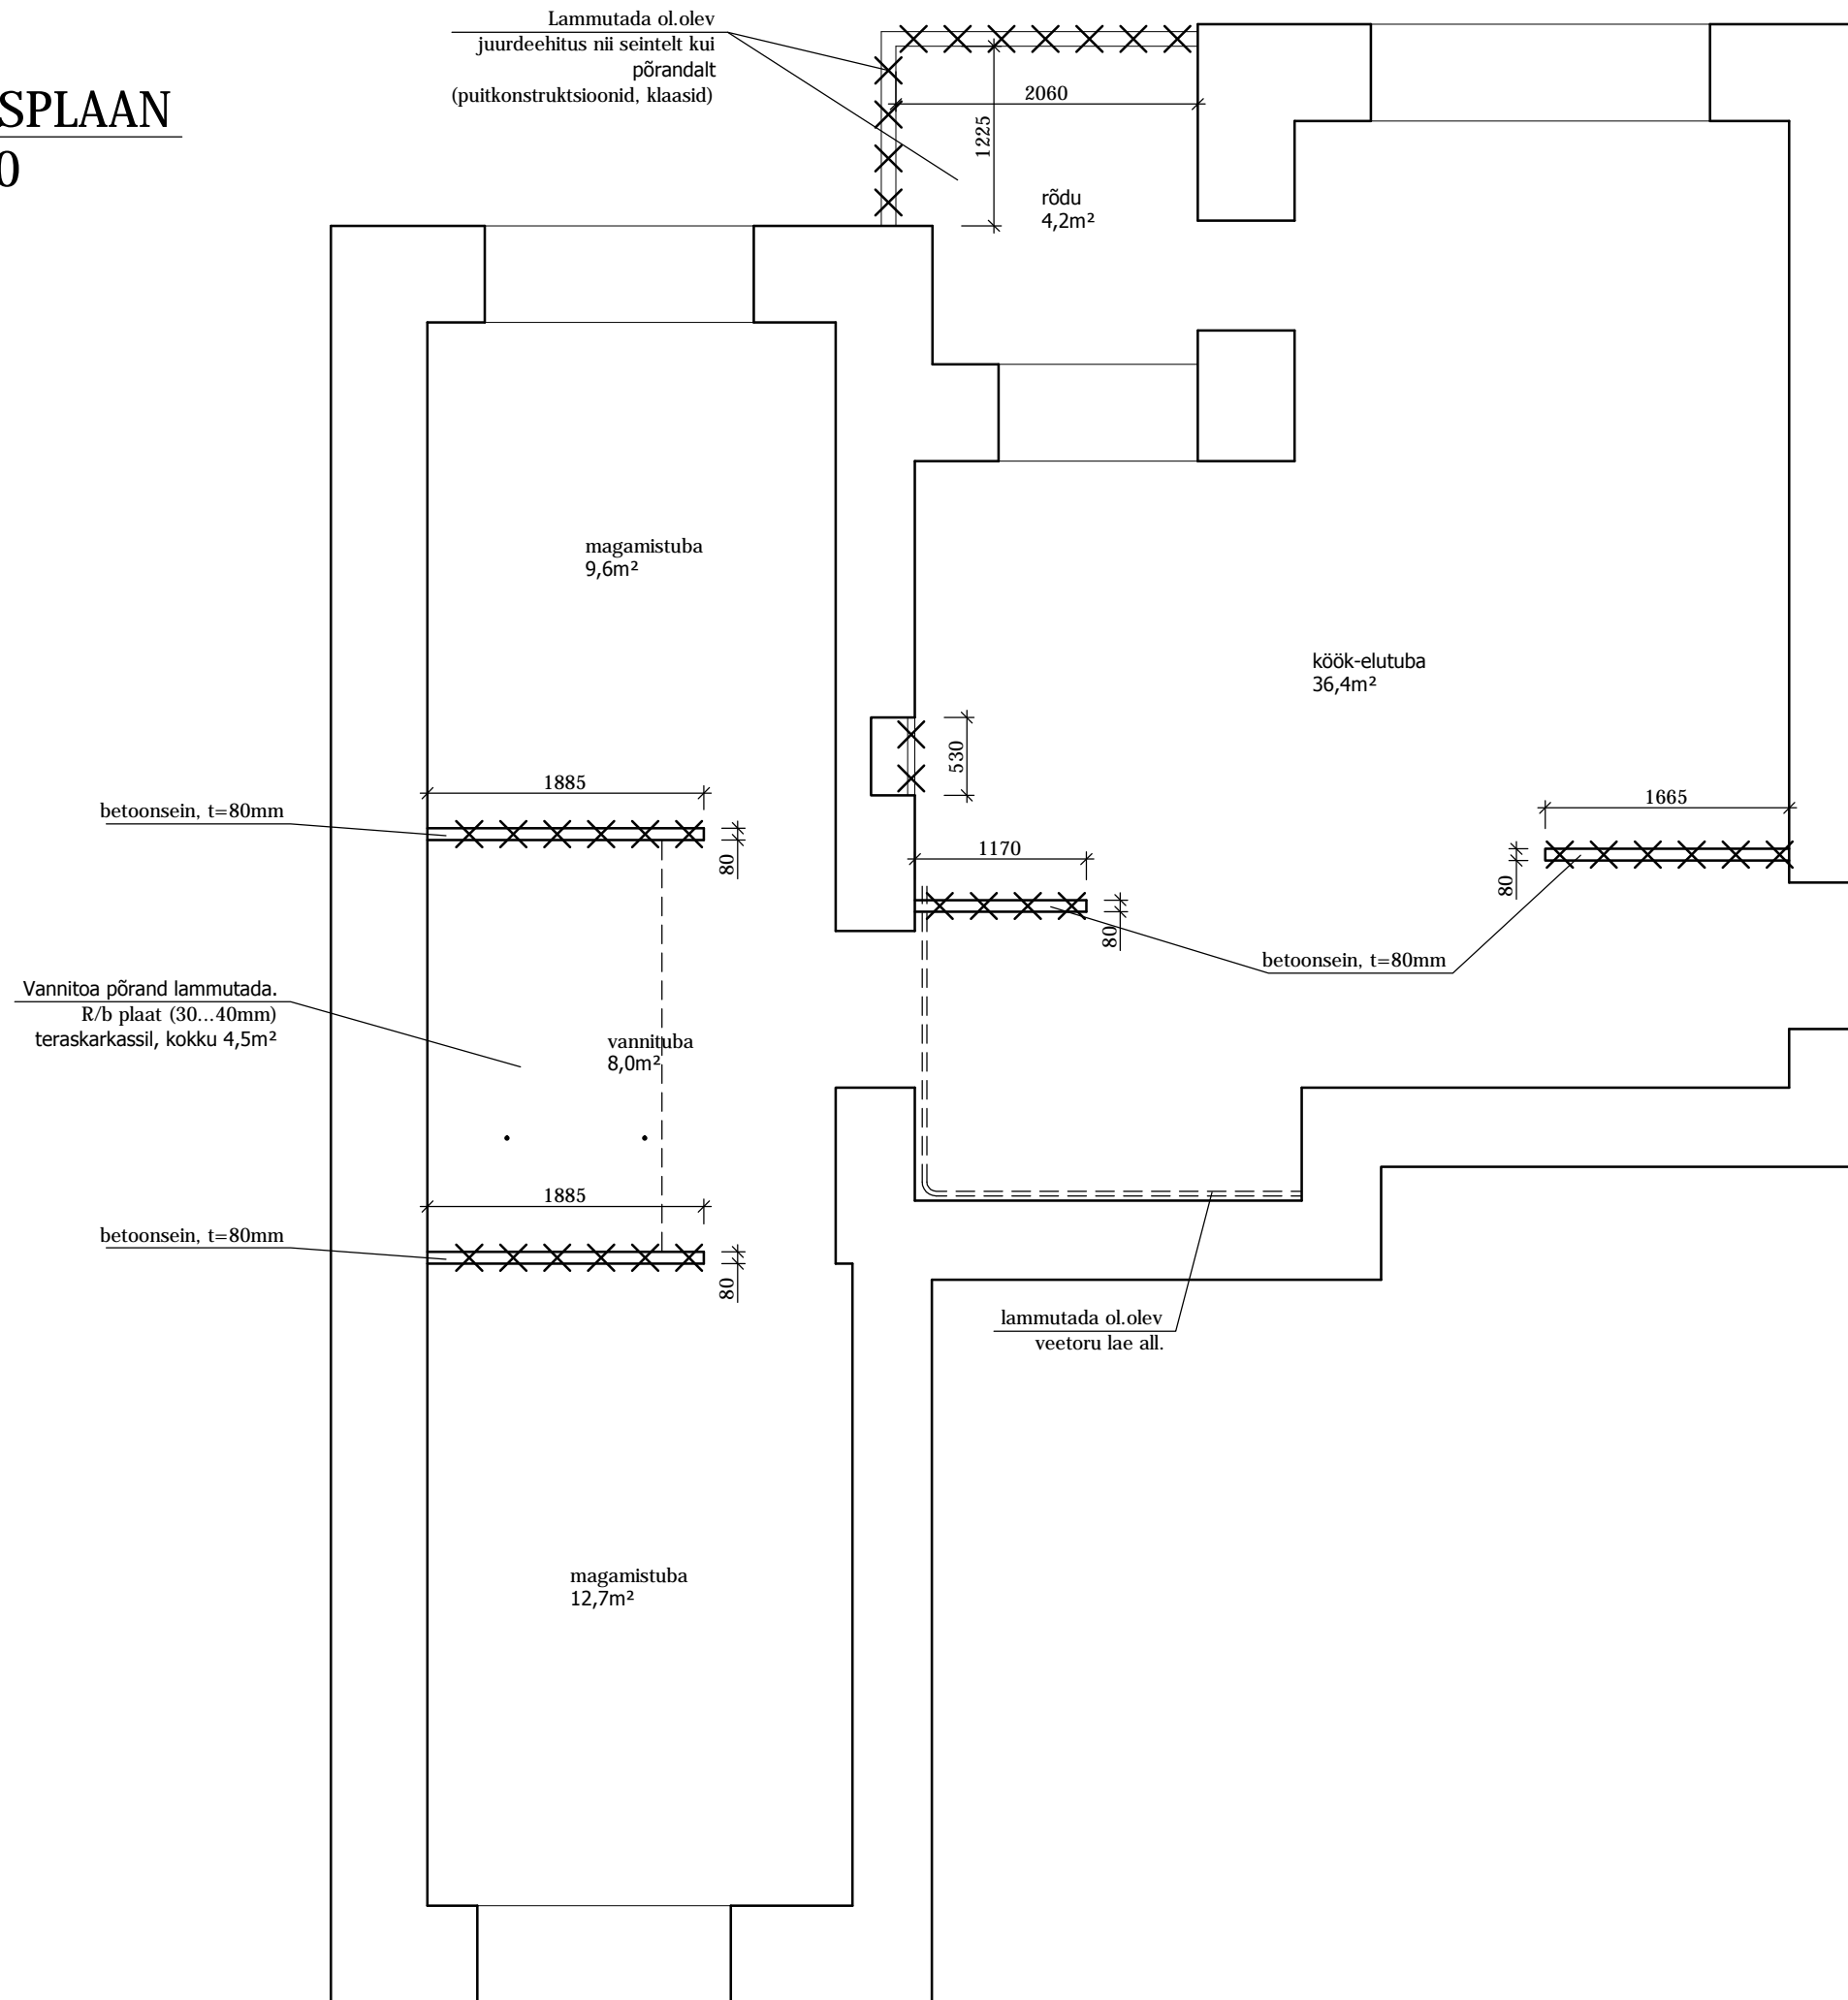 Lammutada ol.olev
juurdeehitus nii seintelt kui
põrandalt
(puitkonstruktsioonid, klaasid)
SPLAAN
0
2060
1225
rõdu
4,2m²
magamistuba
9,6m²
köök-elutuba
36,4m²
530
1885
betoonsein, t=80mm
80
1170
80
1665
80
betoonsein, t=80mm
Vannitoa põrand lammutada.
R/b plaat (30...40mm)
teraskarkassil, kokku 4,5m²
vannituba
8,0m²
1885
betoonsein, t=80mm
80
lammutada ol.olev
veetoru lae all.
magamistuba
12,7m²